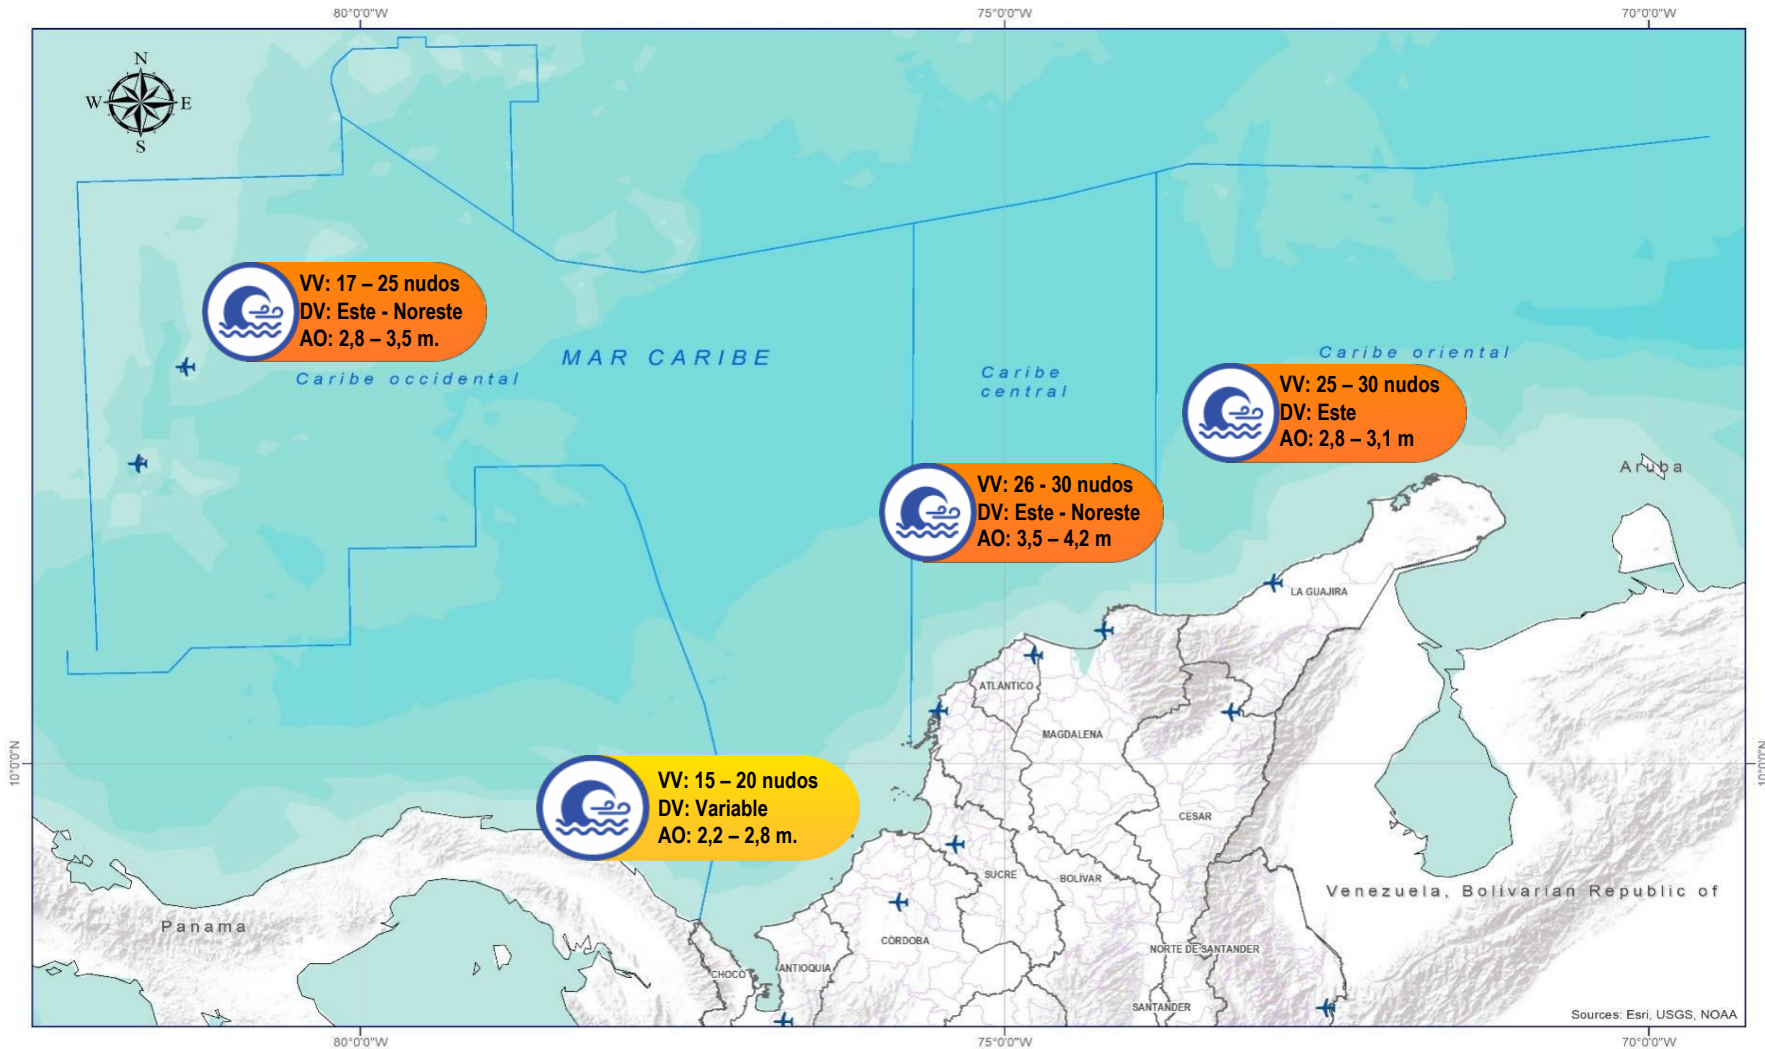 80°0'0"W
75°0'0"W
70°0'0"W
N
W
E
S
VV: 17 – 25 nudos
DV: Este - Noreste
AO: 2,8 – 3,5 m.
MAR CARIBE
Caribe occidental
Caribe
central
Caribe oriental
VV: 25 – 30 nudos
DV: Este
AO: 2,8 – 3,1 m
Aruba
VV: 26 - 30 nudos
DV: Este - Noreste
AO: 3,5 – 4,2 m
LA GUAJIRA
ATLANTICO
MAGDALENA
10°0'0"N
10°0'0"N
VV: 15 – 20 nudos
DV: Variable
AO: 2,2 – 2,8 m.
CESAR
SUCRE
BOLÍVAR
Venezuela, Bolivarian Republic of
Panama
CÓRDOBA
NORTE DE SANTANDER
CHOCO
ANTIOQUIA
SANTANDER
Sources: Esri, USGS, NOAA
80°0'0"W
75°0'0"W
70°0'0"W